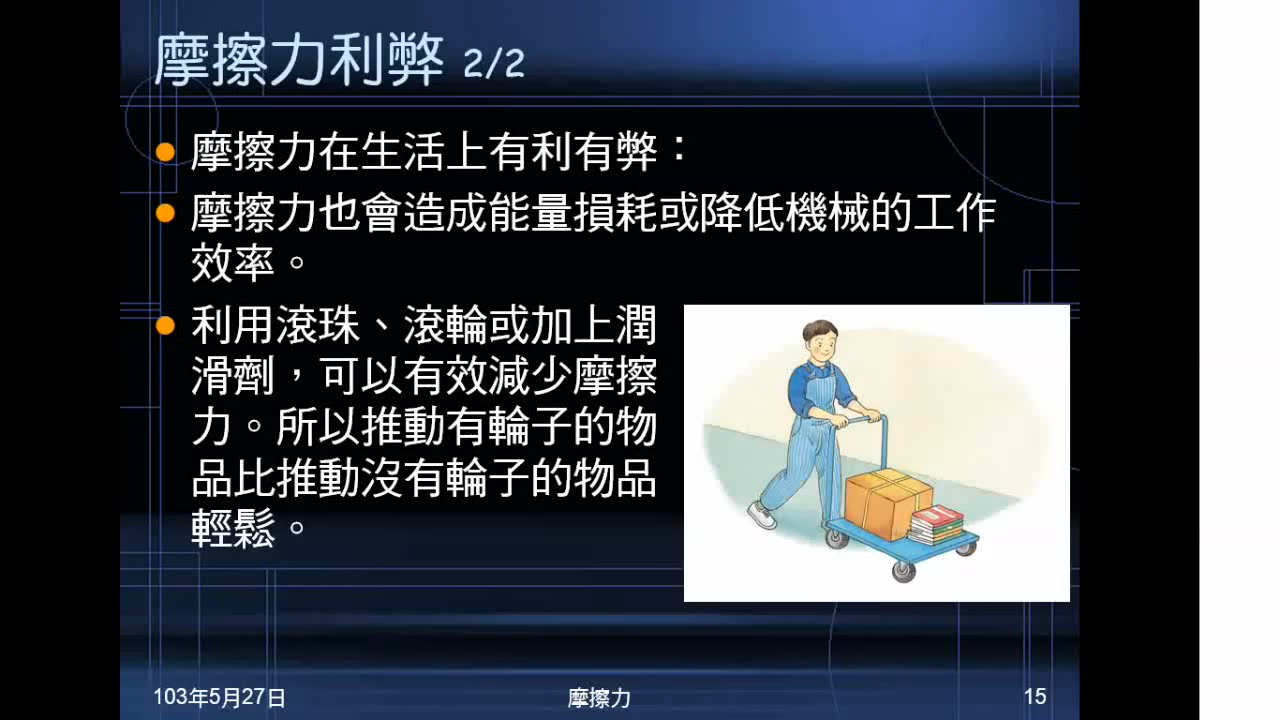 摩擦力利弊 2/2
摩擦力在生活上有利有弊：
摩擦力也會造成能量損耗或降低機械的工作
效率。
利用滾珠、滾輪或加上潤
滑劑，可以有效減少摩擦
力。所以推動有輪子的物
品比推動沒有輪子的物品
輕鬆。
103年5月27日
摩擦力
15